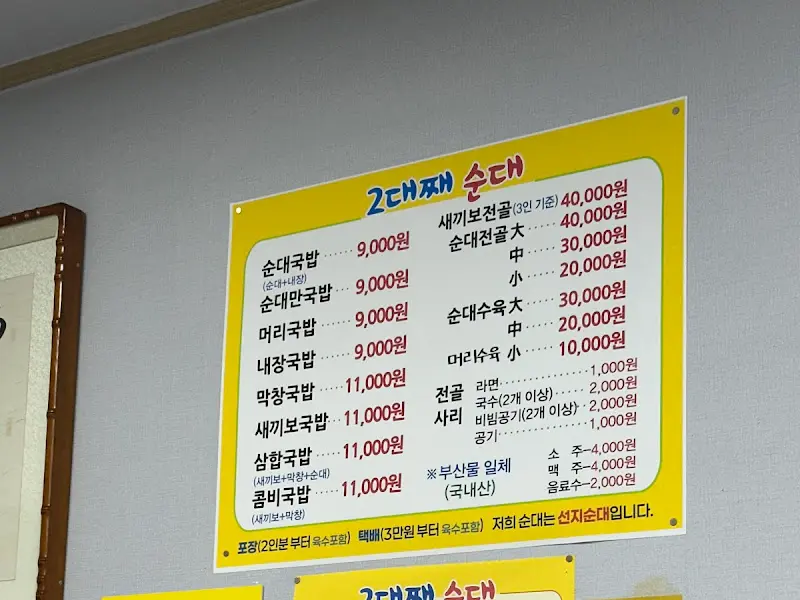 2대째 순대
순대국밥 ······ 9,000원
(순대+내장)
순대만국밥 ·· 9,000원
머리국밥 ······ 9,000원
내장국밥 ······ 9,000원
막창국밥 ···· 11,000원
새끼보국밥 ·· 11,000원
삼합국밥 ····· 11,000원
(새끼보+막창+순대)
콤비국밥 ····· 11,000원
(새끼보+막창)
새끼보전골(3인 기준) 40,000원
순대전골 大 ····· 40,000원
中 ····· 30,000원
小 ····· 20,000원
순대수육 大 ····· 30,000원
中 ····· 20,000원
머리수육 小 ····· 10,000원
전골 사리
라면 ··············· 1,000원
국수(2개 이상) ····· 2,000원
비빔공기(2개 이상) · 2,000원
공기 ··············· 1,000원
※부산물 일체
(국내산)
소 주-4,000원
맥 주-4,000원
음료수-2,000원
포장(2인분 부터 육수포함) 택배(3만원 부터 육수포함) 저희 순대는 선지순대입니다.
2대째 순대